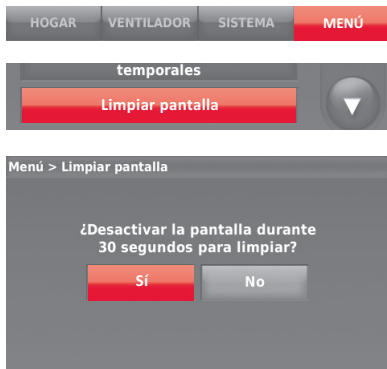 HOGAR VENTILADOR SISTEMA MENÚ
temporales
Limpiar pantalla
Menú > Limpiar pantalla
¿Desactivar la pantalla durante
30 segundos para limpiar?
Sí No